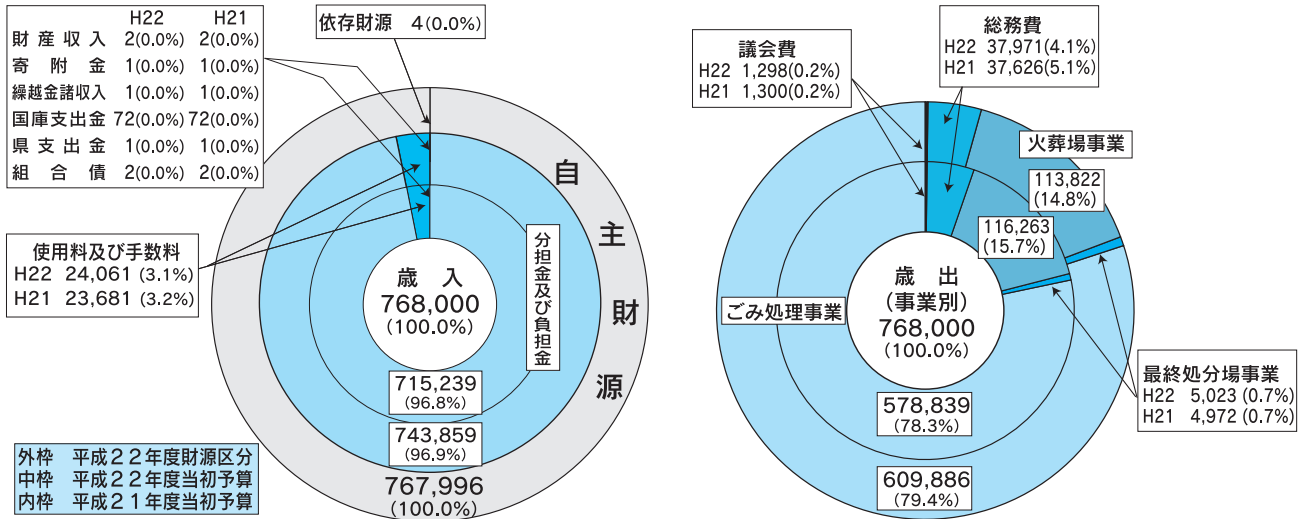 H22 H21
財産収入 2(0.0%) 2(0.0%)
寄附金 1(0.0%) 1(0.0%)
繰越金諸収入 1(0.0%) 1(0.0%)
国庫支出金 72(0.0%) 72(0.0%)
県支出金 1(0.0%) 1(0.0%)
組合債 2(0.0%) 2(0.0%)
依存財源 4(0.0%)
使用料及び手数料
H22 24,061 (3.1%)
H21 23,681 (3.2%)
自主財源
分担金及び負担金
歳入
768,000
(100.0%)
715,239
(96.8%)
743,859
(96.9%)
767,996
(100.0%)
外枠 平成22年度財源区分
中枠 平成22年度当初予算
内枠 平成21年度当初予算
議会費
H22 1,298(0.2%)
H21 1,300(0.2%)
総務費
H22 37,971(4.1%)
H21 37,626(5.1%)
火葬場事業
113,822
(14.8%)
116,263
(15.7%)
歳出
(事業別)
768,000
(100.0%)
ごみ処理事業
最終処分場事業
H22 5,023 (0.7%)
H21 4,972 (0.7%)
578,839
(78.3%)
609,886
(79.4%)